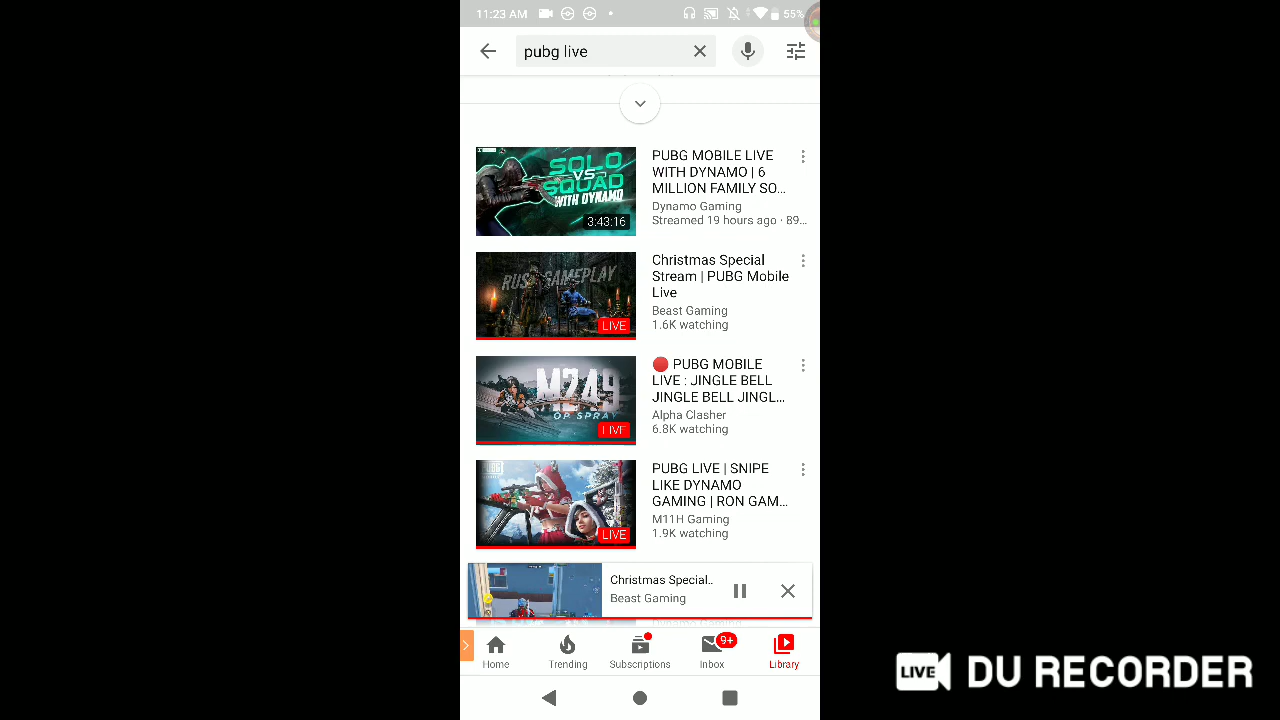 11:23 AM
55%
pubg live
SOLO
VS
SQUAD
WITH DYNAMO
3:43:16
PUBG MOBILE LIVE
WITH DYNAMO | 6
MILLION FAMILY SO...
Dynamo Gaming
Streamed 19 hours ago · 89...
RUSH GAMEPLAY
LIVE
Christmas Special
Stream | PUBG Mobile
Live
Beast Gaming
1.6K watching
M249
OP SPRAY
LIVE
🔴 PUBG MOBILE
LIVE : JINGLE BELL
JINGLE BELL JINGL...
Alpha Clasher
6.8K watching
PUBG
LIVE
PUBG LIVE | SNIPE
LIKE DYNAMO
GAMING | RON GAM...
M11H Gaming
1.9K watching
Christmas Special..
Beast Gaming
Home
Trending
Subscriptions
9+
Inbox
Library
LIVE DU RECORDER